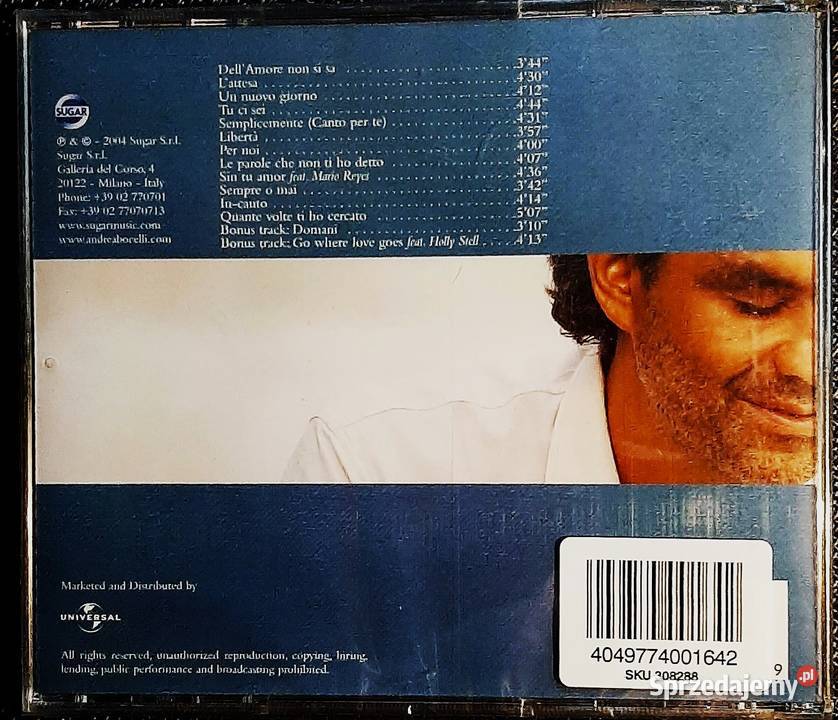 Dell'Amore non si sa ................ 3'44"
L'attesa ................ 4'30"
Un nuovo giorno ................ 4'12"
Tu ci sei ................ 4'44"
Semplicemente (Canto per te) ................ 4'31"
Libertà ................ 3'57"
Per noi ................ 4'00"
Le parole che non ti ho detto ................ 4'07"
Sin tu amor feat. Mario Reyes ................ 4'36"
Sempre o mai ................ 3'42"
In-canto ................ 4'14"
Quante volte ti ho cercato ................ 5'07"
Bonus track: Domani ................ 3'10"
Bonus track: Go where love goes feat. Holly Stell ..... 4'13"
SUGAR
℗ & © - 2004 Sugar S.r.l.
Sugar S.r.l.
Galleria del Corso, 4
20122 - Milano - Italy
Phone: +39 02 770701
Fax: +39 02 77070713
www.sugarmusic.com
www.andreabocelli.com
Marketed and Distributed by
UNIVERSAL
All rights reserved, unauthorized reproduction, copying, hiring,
lending, public performance and broadcasting prohibited.
4049774001642
SKU 308288
9
Sprzedajemy.pl